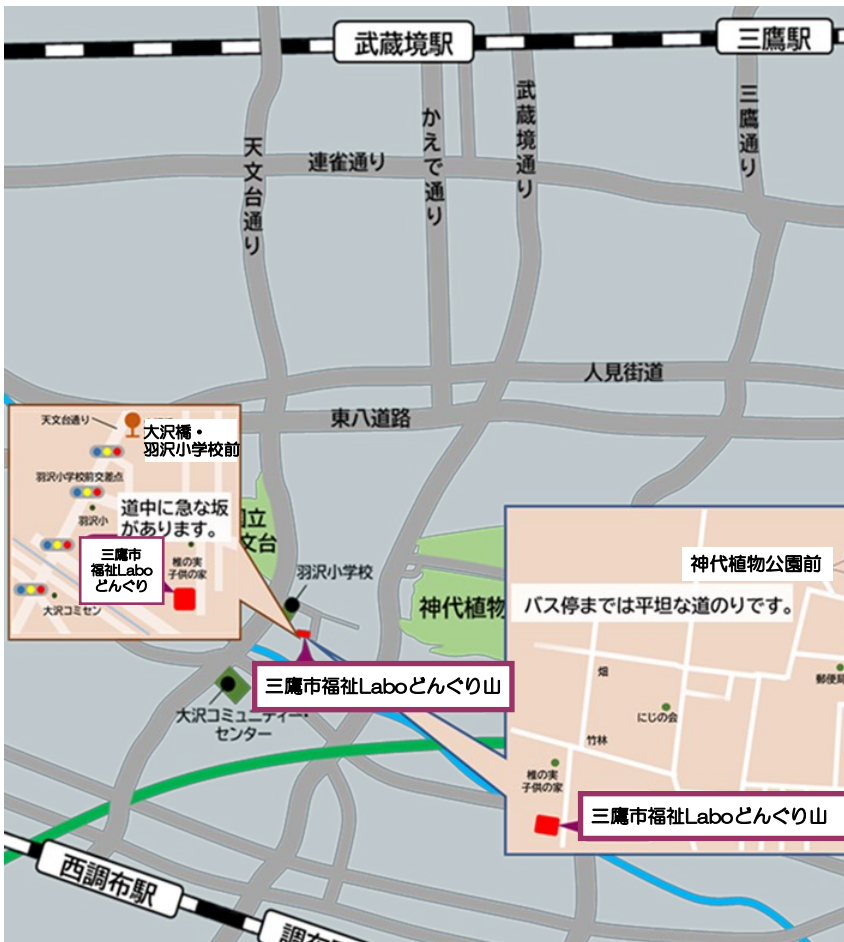 武蔵境駅
三鷹駅
天文台通り
連雀通り
かえで通り
武蔵境通り
三鷹通り
人見街道
東八道路
天文台通り
大沢橋・
羽沢小学校前
羽沢小学校前交差点
羽沢小
道中に急な坂
があります。
三鷹市
福祉Labo
どんぐり
椎の実
子供の家
大沢コミセン
国立
文台
羽沢小学校
神代植物
三鷹市福祉Laboどんぐり山
大沢コミュニティー・
センター
神代植物公園前
バス停までは平坦な道のりです。
畑
にじの会
郵便局
竹林
椎の実
子供の家
三鷹市福祉Laboどんぐり山
西調布駅
調布